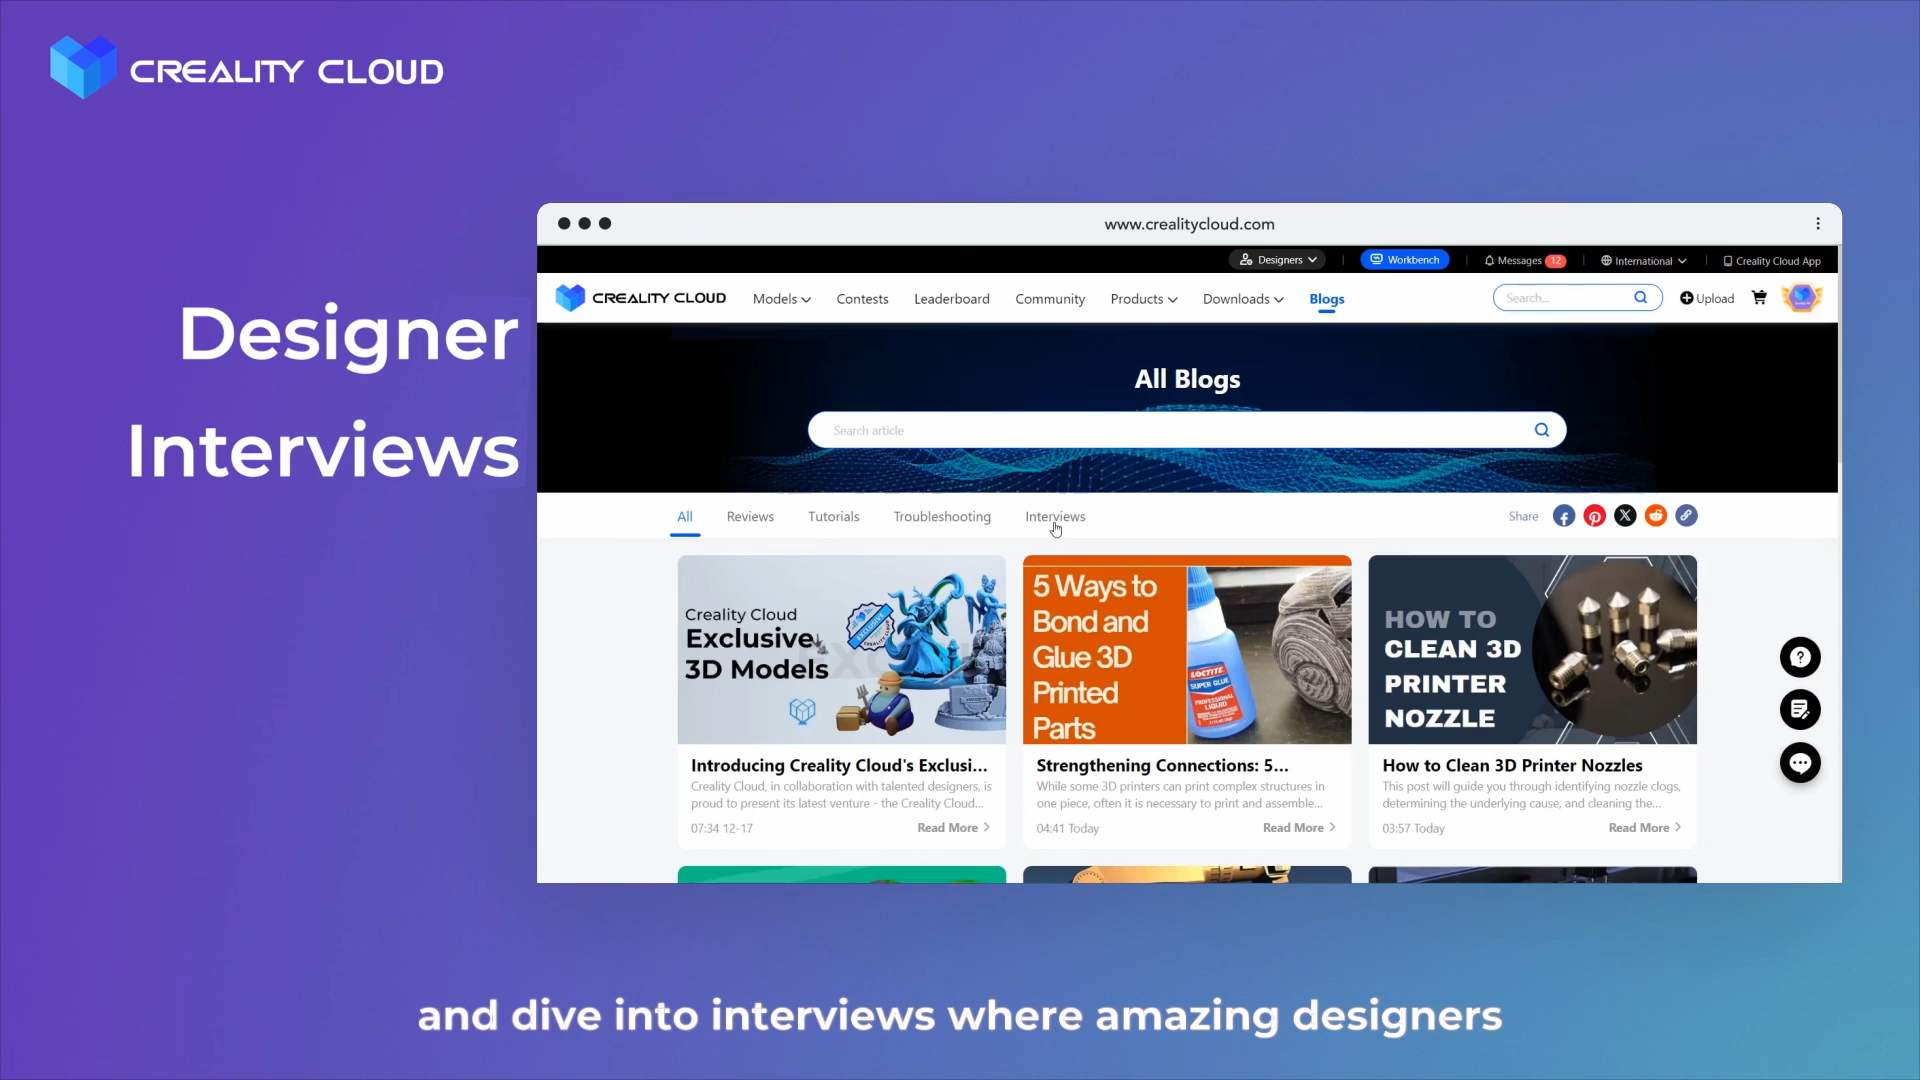 CREALITY CLOUD
Designer
Interviews
www.crealitycloud.com
Designers
Workbench
Messages 12
International
Creality Cloud App
CREALITY CLOUD
Models
Contests
Leaderboard
Community
Products
Downloads
Blogs
Search...
Upload
All Blogs
Search article
All
Reviews
Tutorials
Troubleshooting
Interviews
Share
Creality Cloud
Exclusive
3D Models
Introducing Creality Cloud's Exclusi...
Creality Cloud, in collaboration with talented designers, is
proud to present its latest venture - the Creality Cloud...
07:34 12-17
Read More
5 Ways to
Bond and
Glue 3D
Printed
Parts
LOCTITE
SUPER GLUE
PROFESSIONAL
LIQUID
Strengthening Connections: 5...
While some 3D printers can print complex structures in
one piece, often it is necessary to print and assemble...
04:41 Today
Read More
HOW TO
CLEAN 3D
PRINTER
NOZZLE
How to Clean 3D Printer Nozzles
This post will guide you through identifying nozzle clogs,
determining the underlying cause, and cleaning the...
03:57 Today
Read More
and dive into interviews where amazing designers